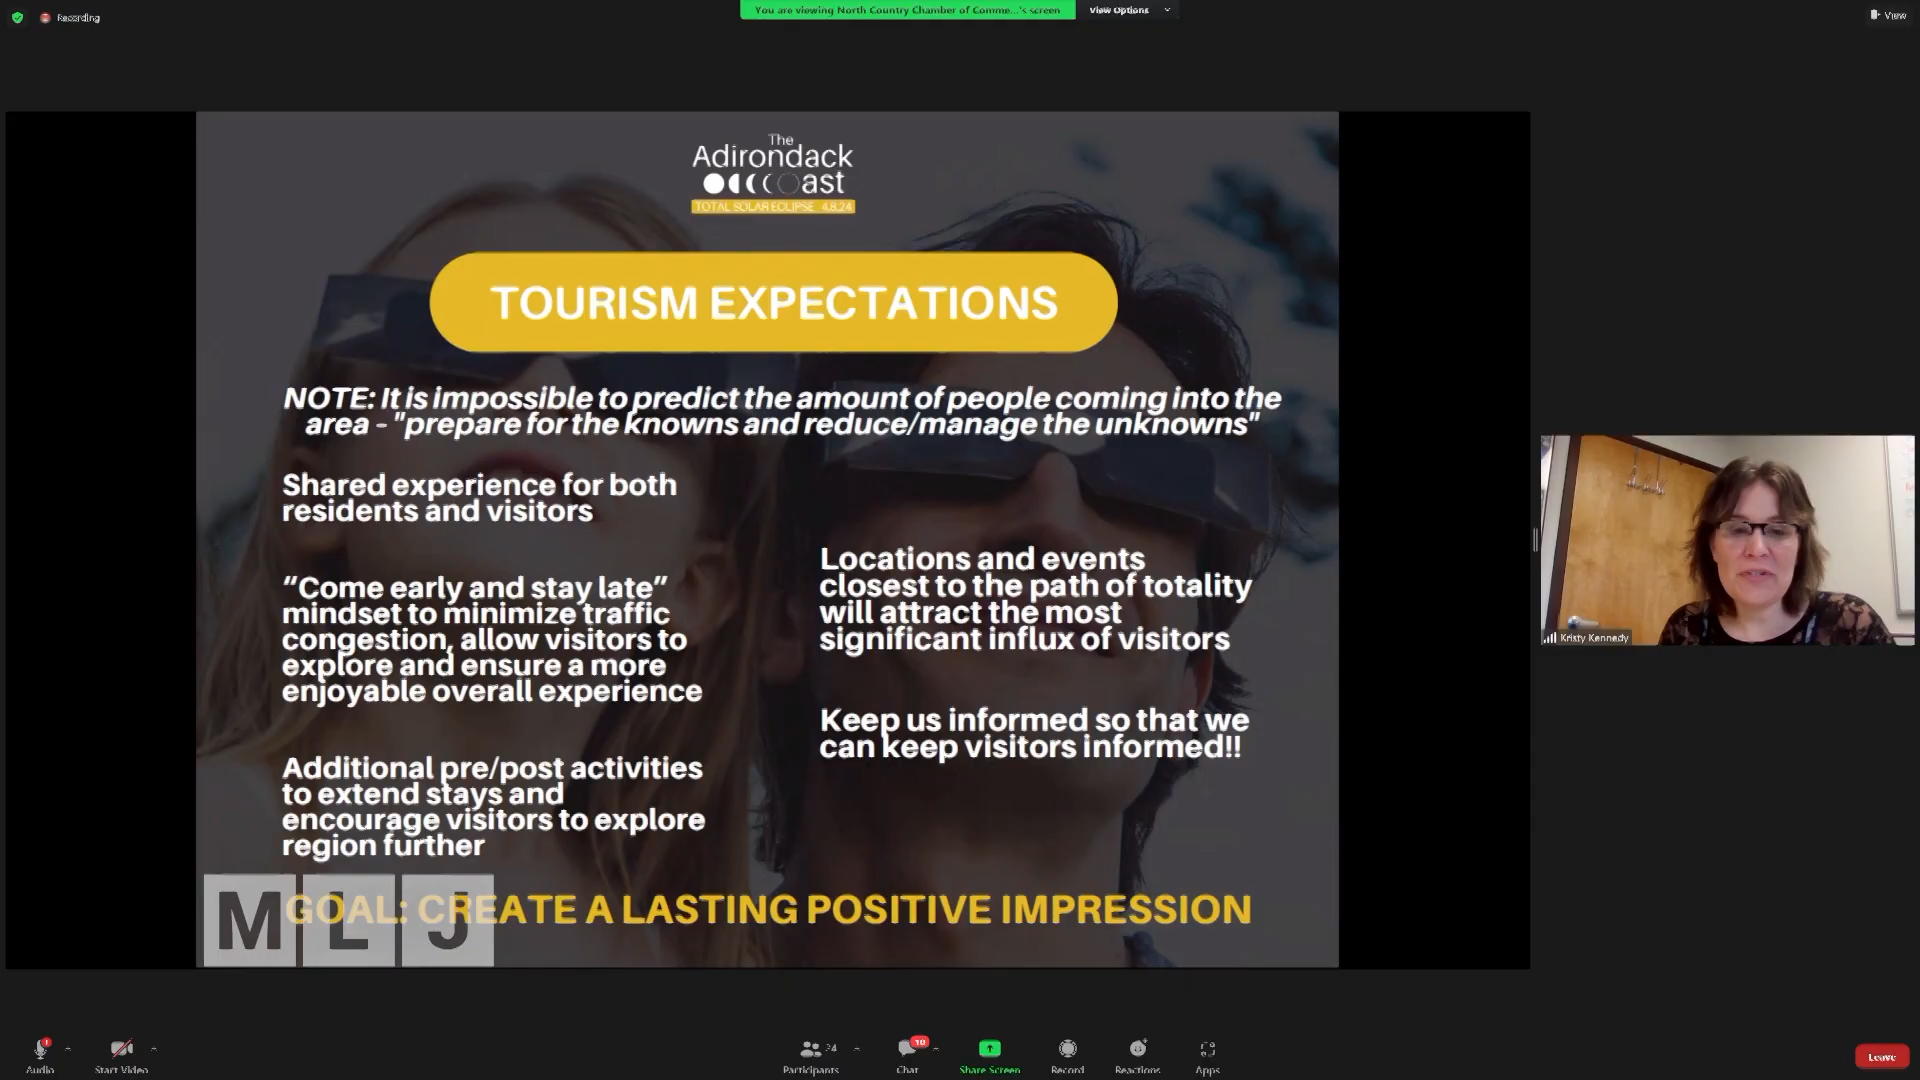 Recording
You are viewing North Country Chamber of Comme...'s screen
View Options
View
The
Adirondack
ast
TOTAL SOLAR ECLIPSE 4.8.24
TOURISM EXPECTATIONS
NOTE: It is impossible to predict the amount of people coming into the
area - "prepare for the knowns and reduce/manage the unknowns"
Shared experience for both
residents and visitors
“Come early and stay late”
mindset to minimize traffic
congestion, allow visitors to
explore and ensure a more
enjoyable overall experience
Additional pre/post activities
to extend stays and
encourage visitors to explore
region further
Locations and events
closest to the path of totality
will attract the most
significant influx of visitors
Keep us informed so that we
can keep visitors informed!!
GOAL: CREATE A LASTING POSITIVE IMPRESSION
M L J
Kristy Kennedy
Audio
Start Video
Participants
Chat
10
Share Screen
Record
Reactions
Apps
Leave